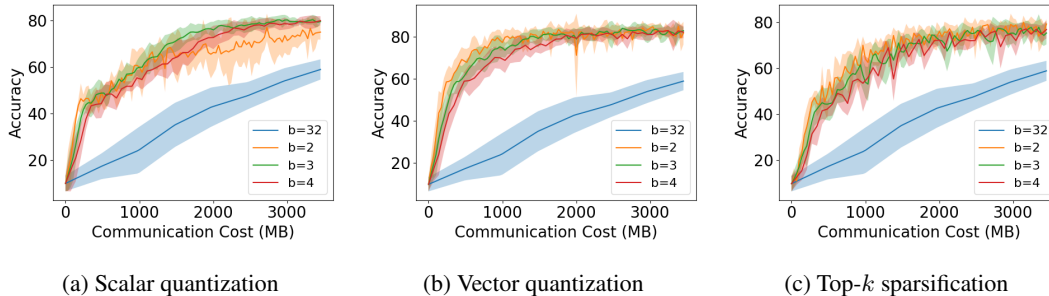 80
60
40
20
Accuracy
0
1000
2000
3000
Communication Cost (MB)
b=32
b=2
b=3
b=4
(a) Scalar quantization
80
60
40
20
Accuracy
0
1000
2000
3000
Communication Cost (MB)
b=32
b=2
b=3
b=4
(b) Vector quantization
80
60
40
20
Accuracy
0
1000
2000
3000
Communication Cost (MB)
b=32
b=2
b=3
b=4
(c) Top-k sparsification